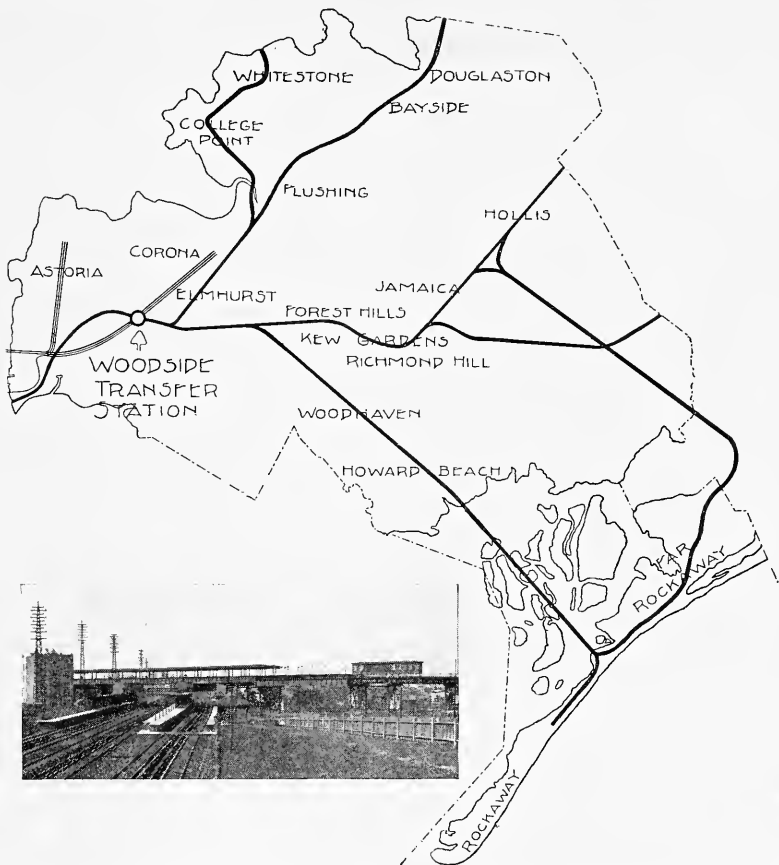 WHITESTONE
DOUGLASTON
BAYSIDE
COLLEGE
POINT
FLUSHING
HOLLIS
CORONA
ASTORIA
JAMAICA
ELMHURST
FOREST HILLS
KEW GARDENS
RICHMOND HILL
WOODSIDE
TRANSFER
STATION
WOODHAVEN
HOWARD BEACH
FAR
ROCKAWAY
ROCKAWAY